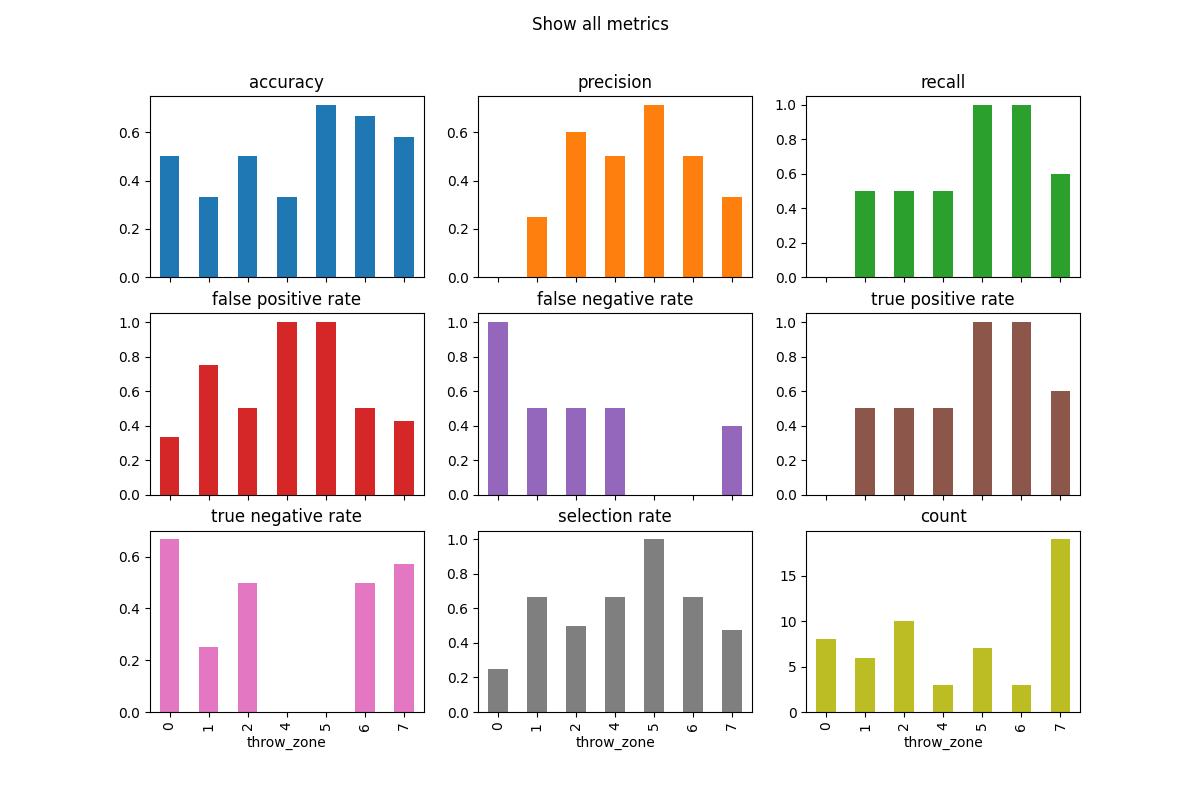 Show all metrics
accuracy
0.6
0.4
0.2
0.0
precision
0.6
0.4
0.2
0.0
recall
1.0
0.8
0.6
0.4
0.2
0.0
false positive rate
1.0
0.8
0.6
0.4
0.2
0.0
false negative rate
1.0
0.8
0.6
0.4
0.2
0.0
true positive rate
1.0
0.8
0.6
0.4
0.2
0.0
true negative rate
0.6
0.4
0.2
0.0
0 1 2 4 5 6 7
throw_zone
selection rate
1.0
0.8
0.6
0.4
0.2
0.0
0 1 2 4 5 6 7
throw_zone
count
15
10
5
0
0 1 2 4 5 6 7
throw_zone